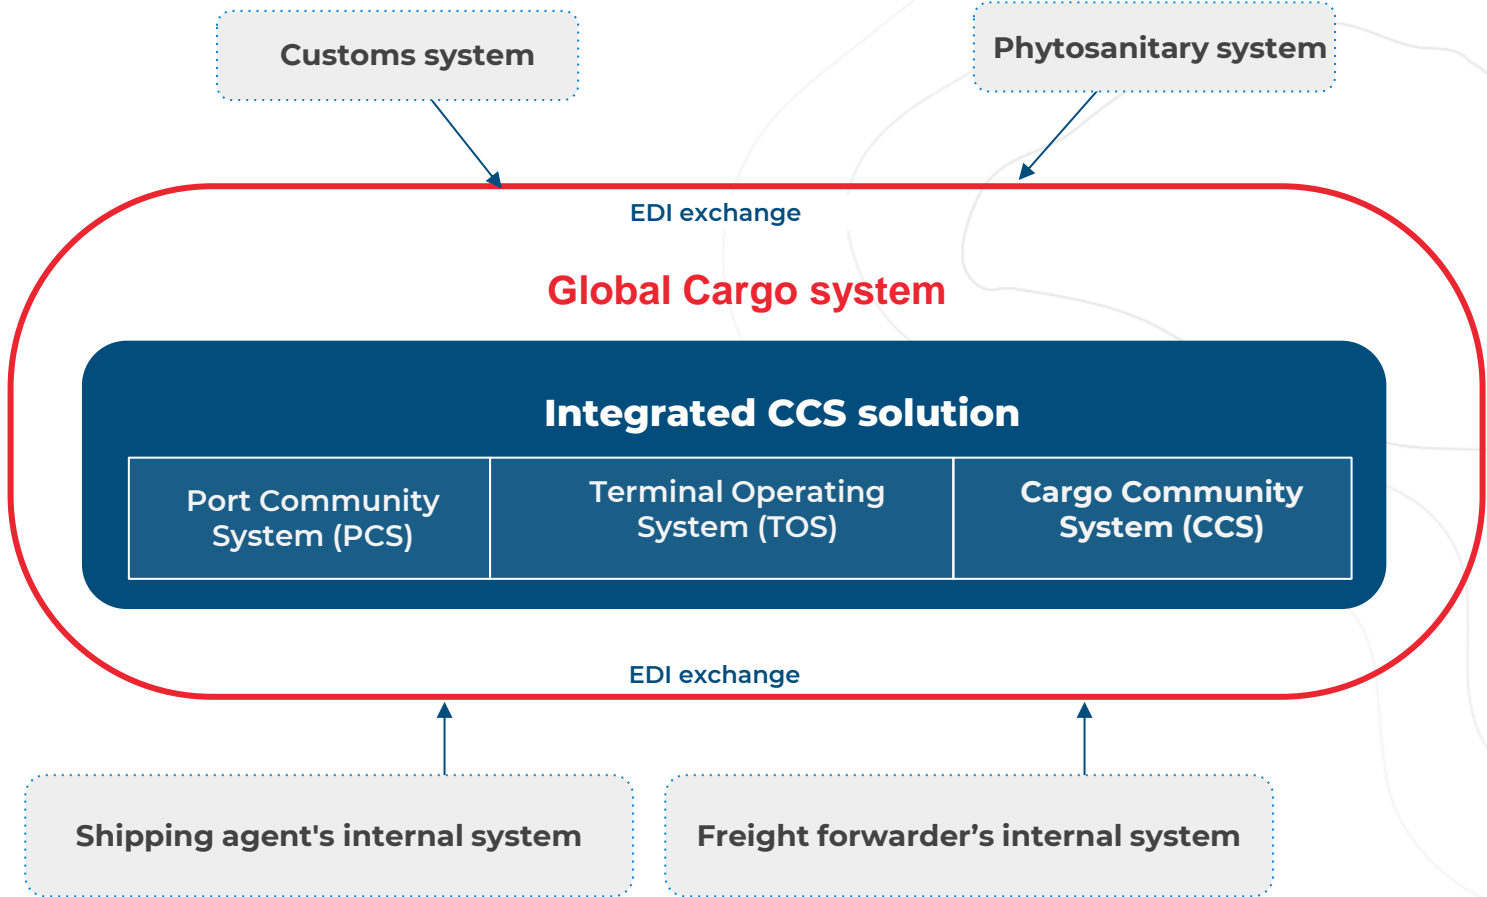 Customs system
Phytosanitary system
EDI exchange
Global Cargo system
Integrated CCS solution
Port Community
System (PCS)
Terminal Operating
System (TOS)
Cargo Community
System (CCS)
EDI exchange
Shipping agent's internal system
Freight forwarder’s internal system